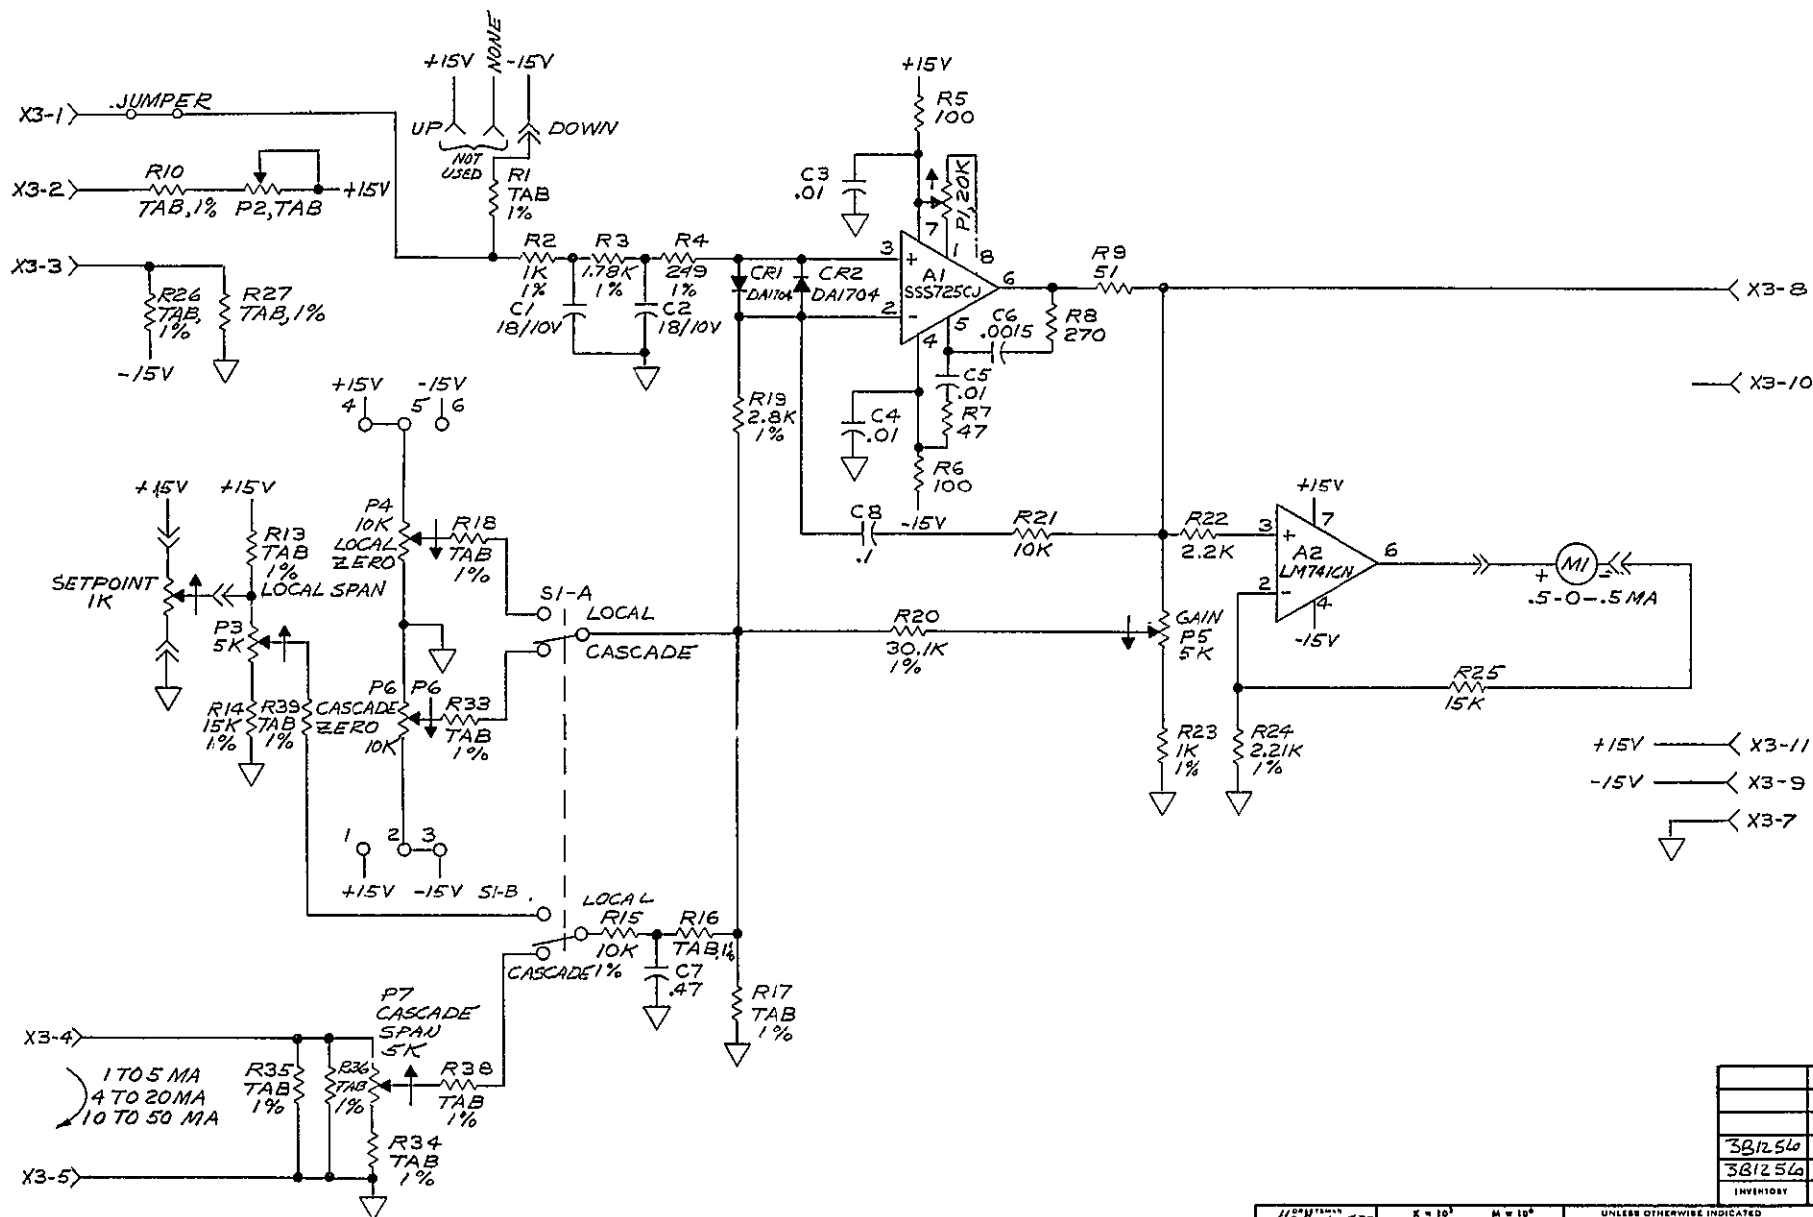 +15V NONE -15V
X3-1 JUMPER
UP DOWN
NOT USED
R1
TAB
1%
X3-2 R10
TAB, 1% P2, TAB +15V
X3-3
R26
TAB,
1%
-15V
R27
TAB, 1%
R2
1K
1%
R3
1.78K
1%
R4
249
1%
C1
18/10V
C2
18/10V
CR1
DA1704
CR2
DA1704
+15V
R5
100
C3
.01
P1, 20K
7
1
8
3 +
A1
SSS725CJ
2 -
6
5
4
R9
51
X3-8
R8
270
C6
.0015
C5
.01
R7
47
C4
.01
R6
100
-15V
X3-10
R19
2.8K
1%
+15V -15V
4 5 6
+15V +15V
SETPOINT
1K
R13
TAB
1%
LOCAL SPAN
P3
5K
R14
15K
1%
R39
TAB
1%
P4
10K
LOCAL
ZERO
R18
TAB
1%
S1-A
LOCAL
CASCADE
P6 P6
CASCADE
ZERO
10K
R33
TAB
1%
C8
.1
R21
10K
R22
2.2K
+15V
3 + 7
A2
LM741CN
2 - 4
6
-15V
+ M1 -
.5-0-.5 MA
R20
30.1K
1%
GAIN
P5
5K
R25
15K
R23
1K
1%
R24
2.21K
1%
+15V X3-11
-15V X3-9
X3-7
1 2 3
+15V -15V S1-B
LOCAL
CASCADE
R15
10K
1%
R16
TAB, 1%
C7
.47
R17
TAB
1%
X3-4
1 TO 5 MA
4 TO 20 MA
10 TO 50 MA
X3-5
R35
TAB
1%
R36
TAB
1%
P7
CASCADE
SPAN
5K
R38
TAB
1%
R34
TAB
1%
INVENTORY
DRAFTSMAN
K = 10³ M = 10⁶
UNLESS OTHERWISE INDICATED